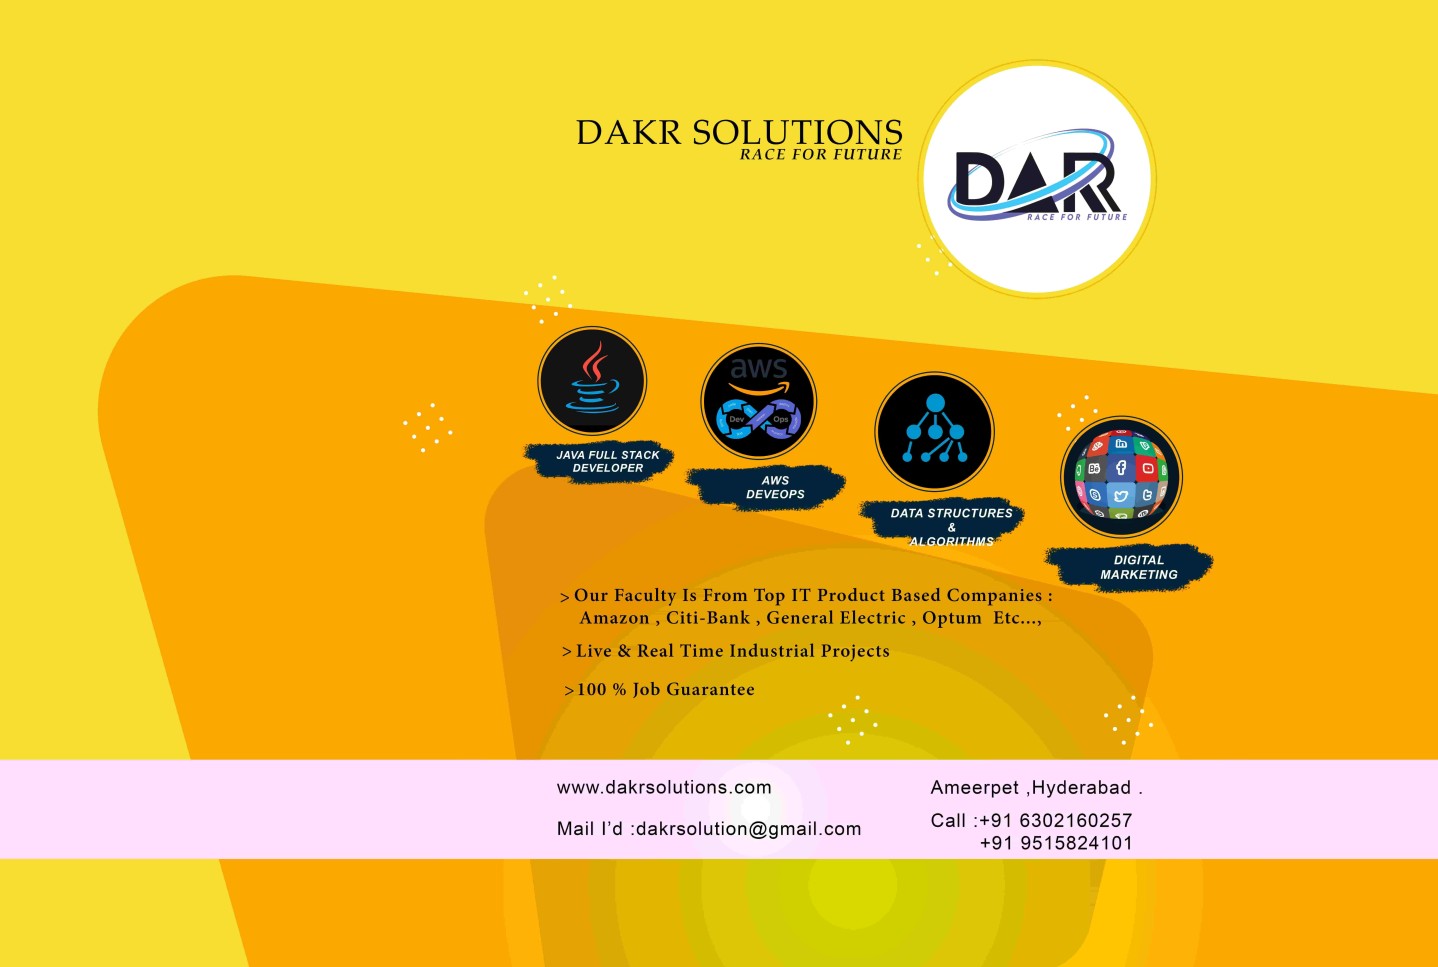 DAKR SOLUTIONS
RACE FOR FUTURE
DAKR
RACE FOR FUTURE
aws
Dev Ops
JAVA FULL STACK
DEVELOPER
AWS
DEVEOPS
DATA STRUCTURES
&
ALGORITHMS
DIGITAL
MARKETING
> Our Faculty Is From Top IT Product Based Companies :
Amazon , Citi-Bank , General Electric , Optum Etc...,
> Live & Real Time Industrial Projects
>100 % Job Guarantee
www.dakrsolutions.com
Mail I’d :dakrsolution@gmail.com
Ameerpet ,Hyderabad .
Call :+91 6302160257
+91 9515824101